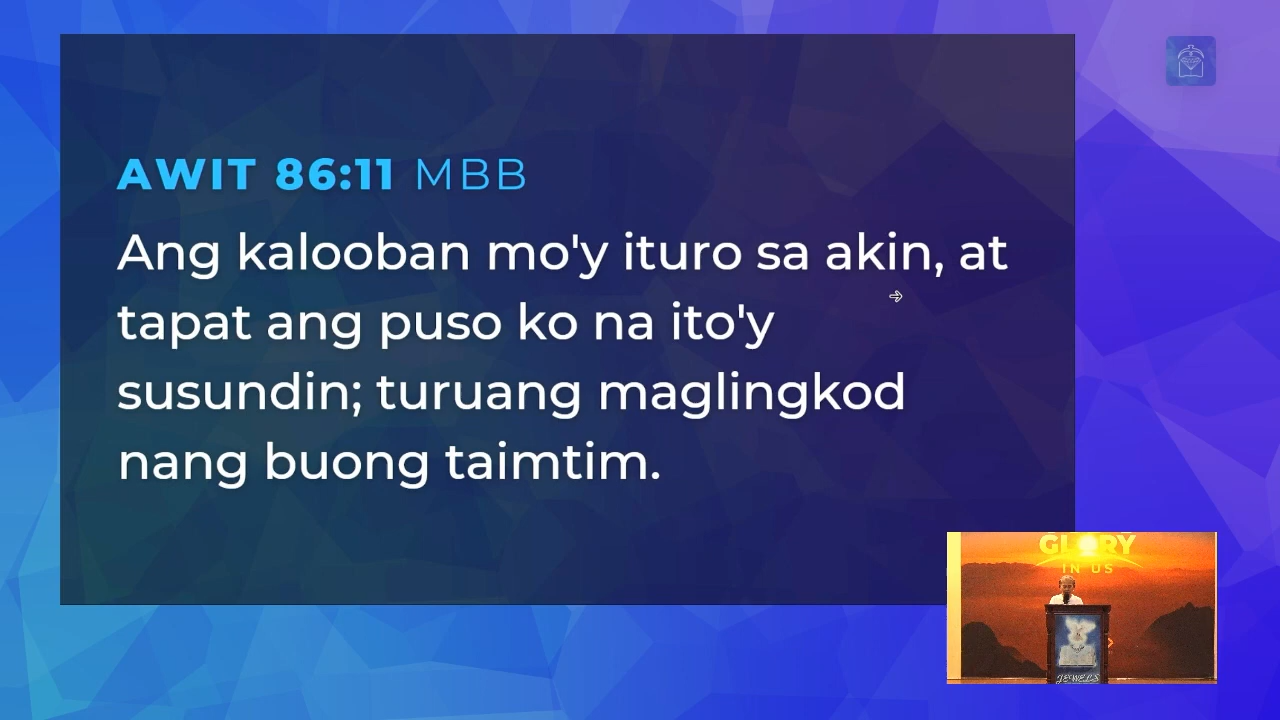 AWIT 86:11 MBB
Ang kalooban mo'y ituro sa akin, at
tapat ang puso ko na ito'y
susundin; turuang maglingkod
nang buong taimtim.
GLORY
IN US
JEWELS